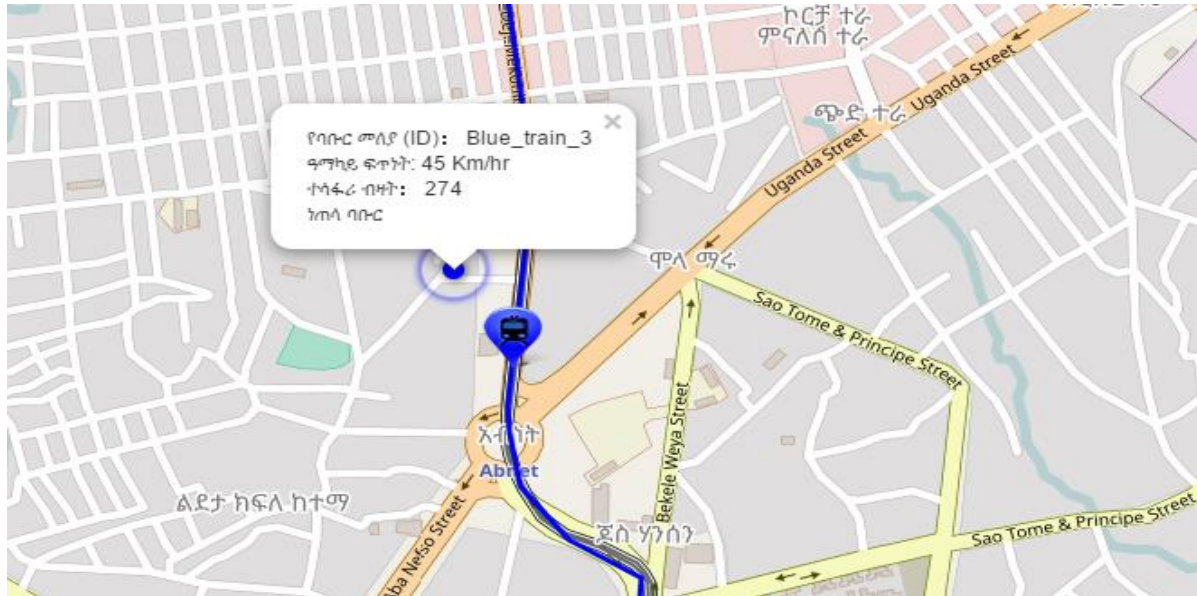 ኮርቻ ተራ
ምናለሽ ተራ
Uganda Street
ጭድ ተራ
Uganda Street
የባቡር መለያ (ID): Blue_train_3
ዓማካይ ፍጥነት: 45 Km/hr
ተሳፋሪ ብዛት: 274
ነጠላ ባቡር
×
ሞላ ማሩ
Sao Tome & Principe Street
አብነት
Abnet
Bekele Weya Street
ልደታ ክፍለ ከተማ
ጆስ ሃንሰን
Sao Tome & Principe Street
Aba Nefso Street